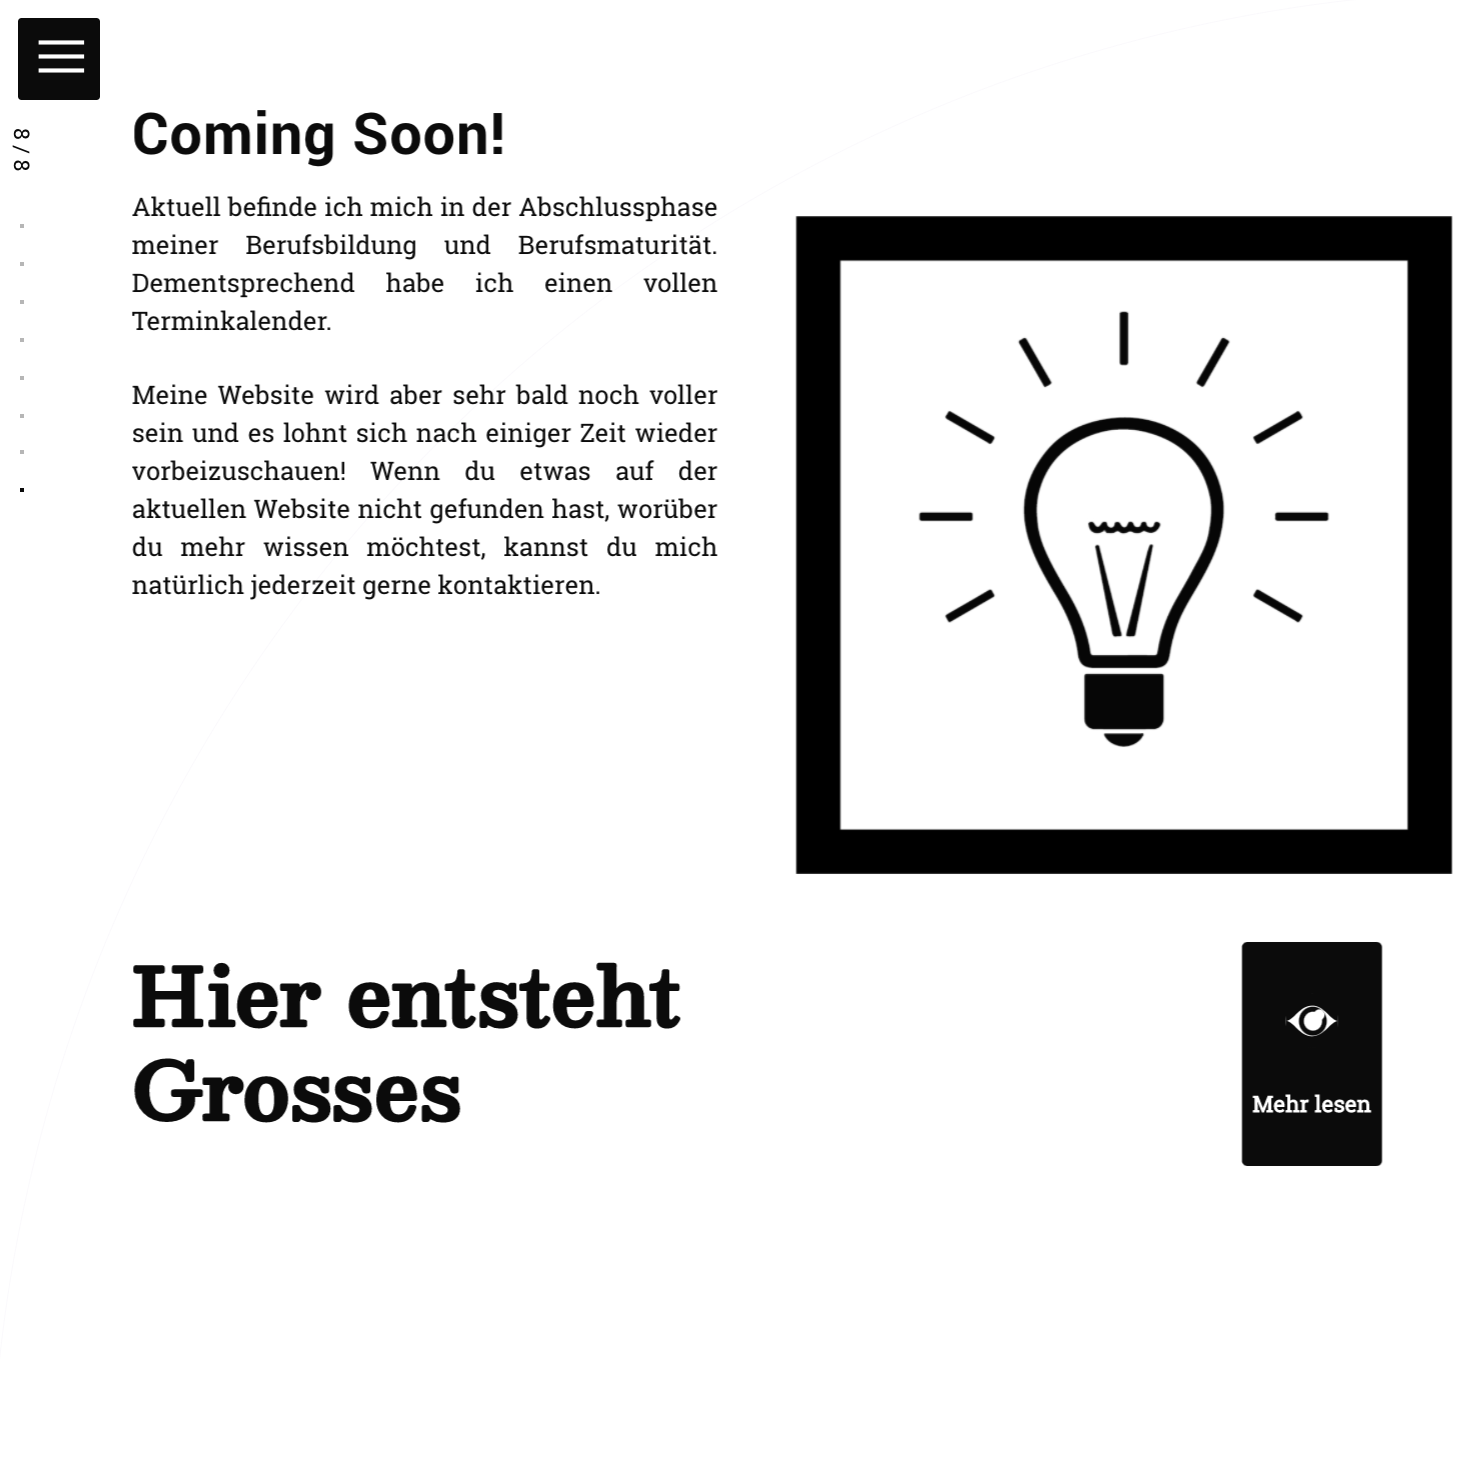 8 / 8
Coming Soon!
Aktuell befinde ich mich in der Abschlussphase
meiner Berufsbildung und Berufsmaturität.
Dementsprechend habe ich einen vollen
Terminkalender.
Meine Website wird aber sehr bald noch voller
sein und es lohnt sich nach einiger Zeit wieder
vorbeizuschauen! Wenn du etwas auf der
aktuellen Website nicht gefunden hast, worüber
du mehr wissen möchtest, kannst du mich
natürlich jederzeit gerne kontaktieren.
Hier entsteht
Grosses
Mehr lesen